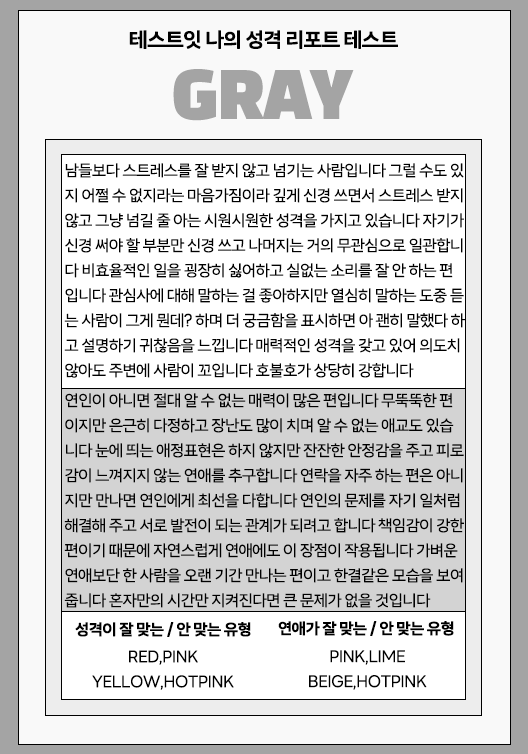 테스트잇 나의 성격 리포트 테스트
GRAY
남들보다 스트레스를 잘 받지 않고 넘기는 사람입니다 그럴 수도 있
지 어쩔 수 없지라는 마음가짐이라 깊게 신경 쓰면서 스트레스 받지
않고 그냥 넘길 줄 아는 시원시원한 성격을 가지고 있습니다 자기가
신경 써야 할 부분만 신경 쓰고 나머지는 거의 무관심으로 일관합니
다 비효율적인 일을 굉장히 싫어하고 실없는 소리를 잘 안 하는 편
입니다 관심사에 대해 말하는 걸 좋아하지만 열심히 말하는 도중 듣
는 사람이 그게 뭔데? 하며 더 궁금함을 표시하면 아 괜히 말했다 하
고 설명하기 귀찮음을 느낍니다 매력적인 성격을 갖고 있어 의도치
않아도 주변에 사람이 꼬입니다 호불호가 상당히 강합니다
연인이 아니면 절대 알 수 없는 매력이 많은 편입니다 무뚝뚝한 편
이지만 은근히 다정하고 장난도 많이 치며 알 수 없는 애교도 있습
니다 눈에 띄는 애정표현은 하지 않지만 잔잔한 안정감을 주고 피로
감이 느껴지지 않는 연애를 추구합니다 연락을 자주 하는 편은 아니
지만 만나면 연인에게 최선을 다합니다 연인의 문제를 자기 일처럼
해결해 주고 서로 발전이 되는 관계가 되려고 합니다 책임감이 강한
편이기 때문에 자연스럽게 연애에도 이 장점이 작용됩니다 가벼운
연애보단 한 사람을 오랜 기간 만나는 편이고 한결같은 모습을 보여
줍니다 혼자만의 시간만 지켜진다면 큰 문제가 없을 것입니다
성격이 잘 맞는 / 안 맞는 유형 연애가 잘 맞는 / 안 맞는 유형
RED,PINK PINK,LIME
YELLOW,HOTPINK BEIGE,HOTPINK